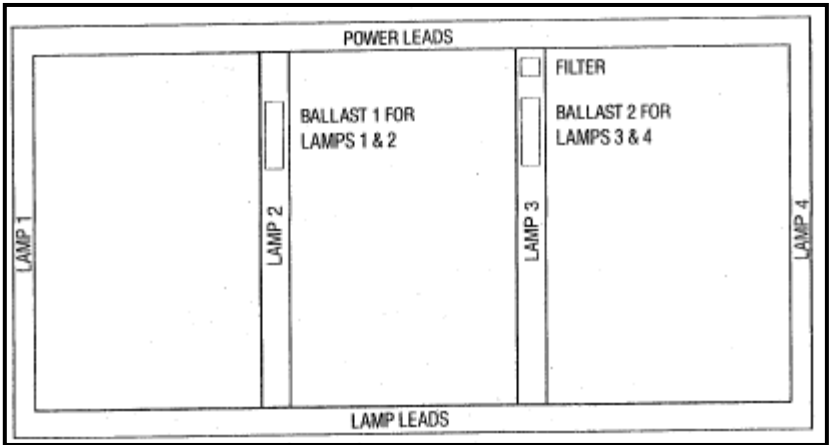 POWER LEADS
FILTER
BALLAST 1 FOR
LAMPS 1 & 2
BALLAST 2 FOR
LAMPS 3 & 4
LAMP 1
LAMP 2
LAMP 3
LAMP 4
LAMP LEADS